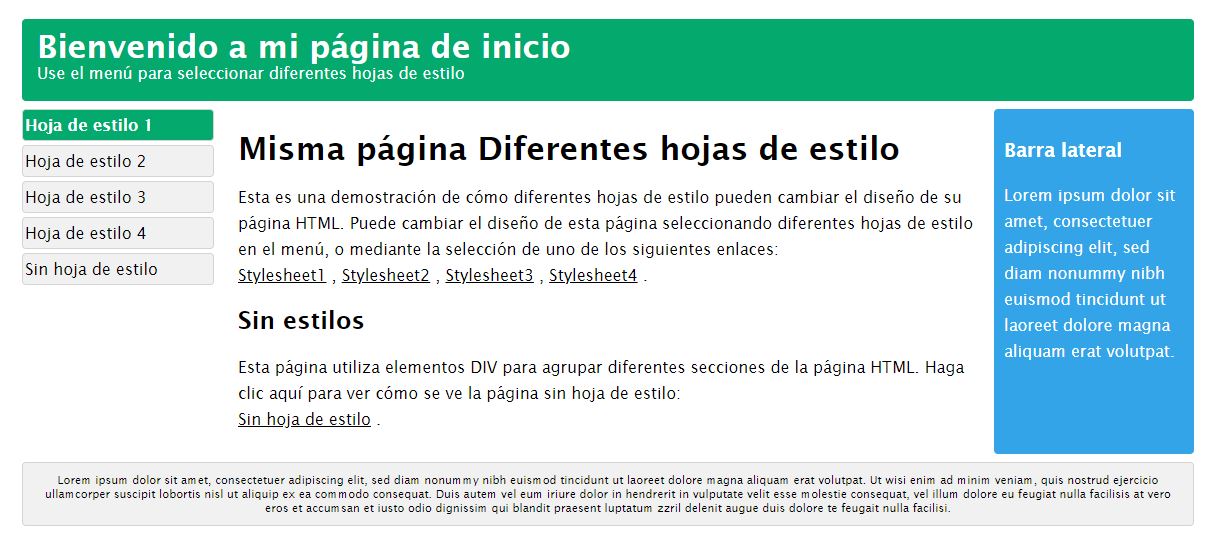 Bienvenido a mi página de inicio
Use el menú para seleccionar diferentes hojas de estilo
Hoja de estilo 1
Hoja de estilo 2
Hoja de estilo 3
Hoja de estilo 4
Sin hoja de estilo
Misma página Diferentes hojas de estilo
Esta es una demostración de cómo diferentes hojas de estilo pueden cambiar el diseño de su
página HTML. Puede cambiar el diseño de esta página seleccionando diferentes hojas de estilo
en el menú, o mediante la selección de uno de los siguientes enlaces:
Stylesheet1 , Stylesheet2 , Stylesheet3 , Stylesheet4 .
Sin estilos
Esta página utiliza elementos DIV para agrupar diferentes secciones de la página HTML. Haga
clic aquí para ver cómo se ve la página sin hoja de estilo:
Sin hoja de estilo .
Barra lateral
Lorem ipsum dolor sit
amet, consectetuer
adipiscing elit, sed
diam nonummy nibh
euismod tincidunt ut
laoreet dolore magna
aliquam erat volutpat.
Lorem ipsum dolor sit amet, consectetuer adipiscing elit, sed diam nonummy nibh euismod tincidunt ut laoreet dolore magna aliquam erat volutpat. Ut wisi enim ad minim veniam, quis nostrud ejercicio
ullamcorper suscipit lobortis nisl ut aliquip ex ea commodo consequat. Duis autem vel eum iriure dolor in hendrerit in vulputate velit esse molestie consequat, vel illum dolore eu feugiat nulla facilisis at vero
eros et accumsan et iusto odio dignissim qui blandit praesent luptatum zzril delenit augue duis dolore te feugait nulla facilisi.